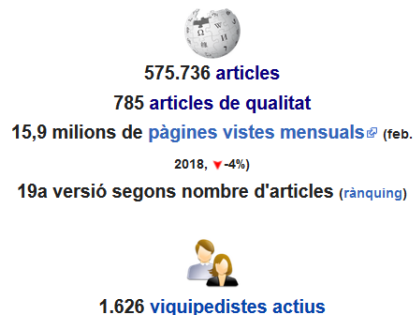 575.736 articles
785 articles de qualitat
15,9 milions de pàgines vistes mensuals (feb.
2018, ▼-4%)
19a versió segons nombre d'articles (rànquing)
1.626 viquipedistes actius